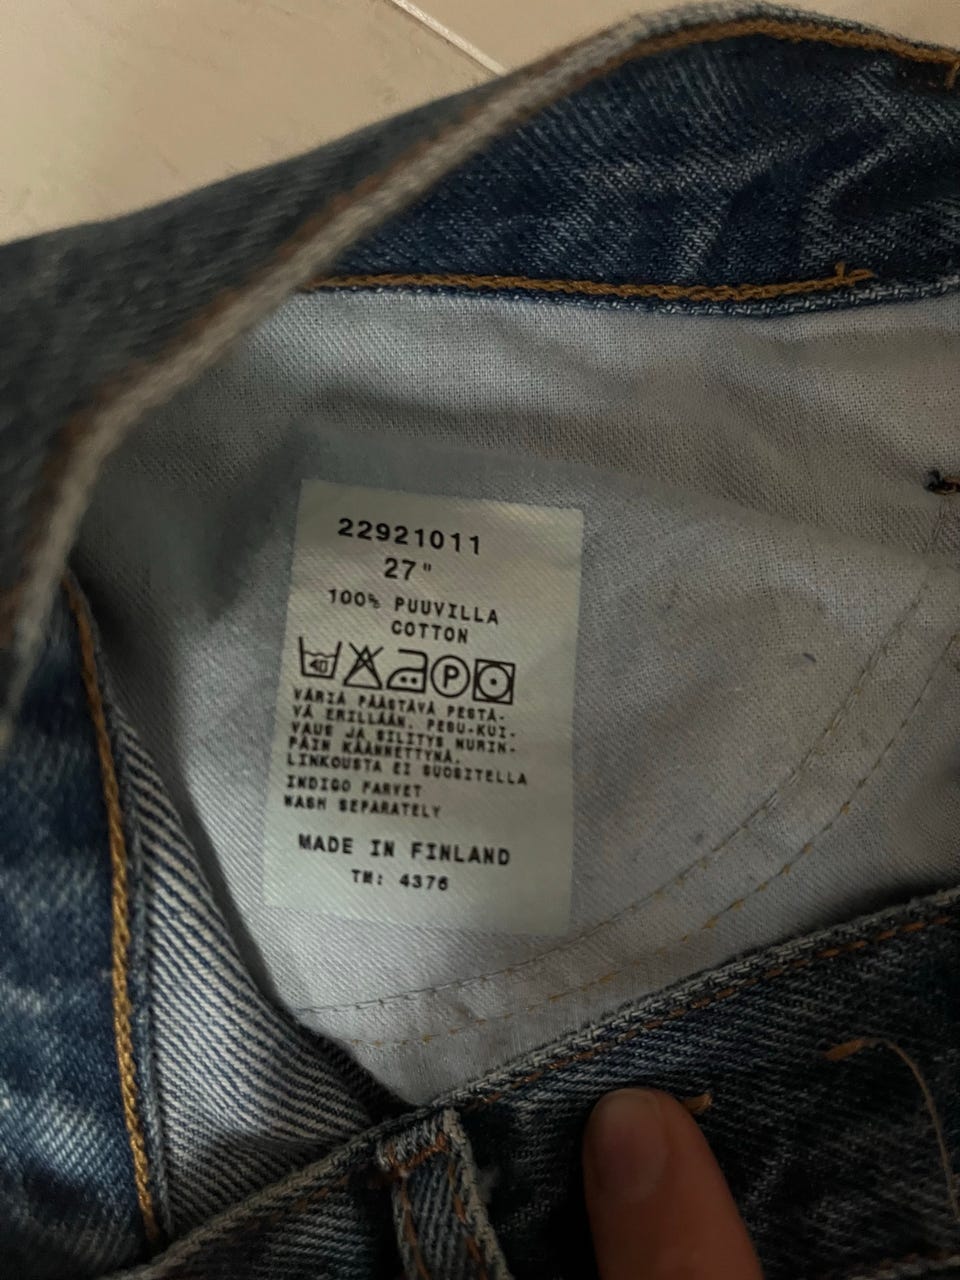 22921011
27"
100% PUUVILLA
COTTON
40 P
VÄRIÄ PÄÄSTÄVÄ PESTÄ-
VÄ ERILLÄÄN. PESU-KUI-
VAUS JA SILITYS NURIN-
PÄIN KÄÄNNETTYNÄ.
LINKOUSTA EI SUOSITELLA
INDIGO FARVET
WASH SEPARATELY
MADE IN FINLAND
TM: 4376